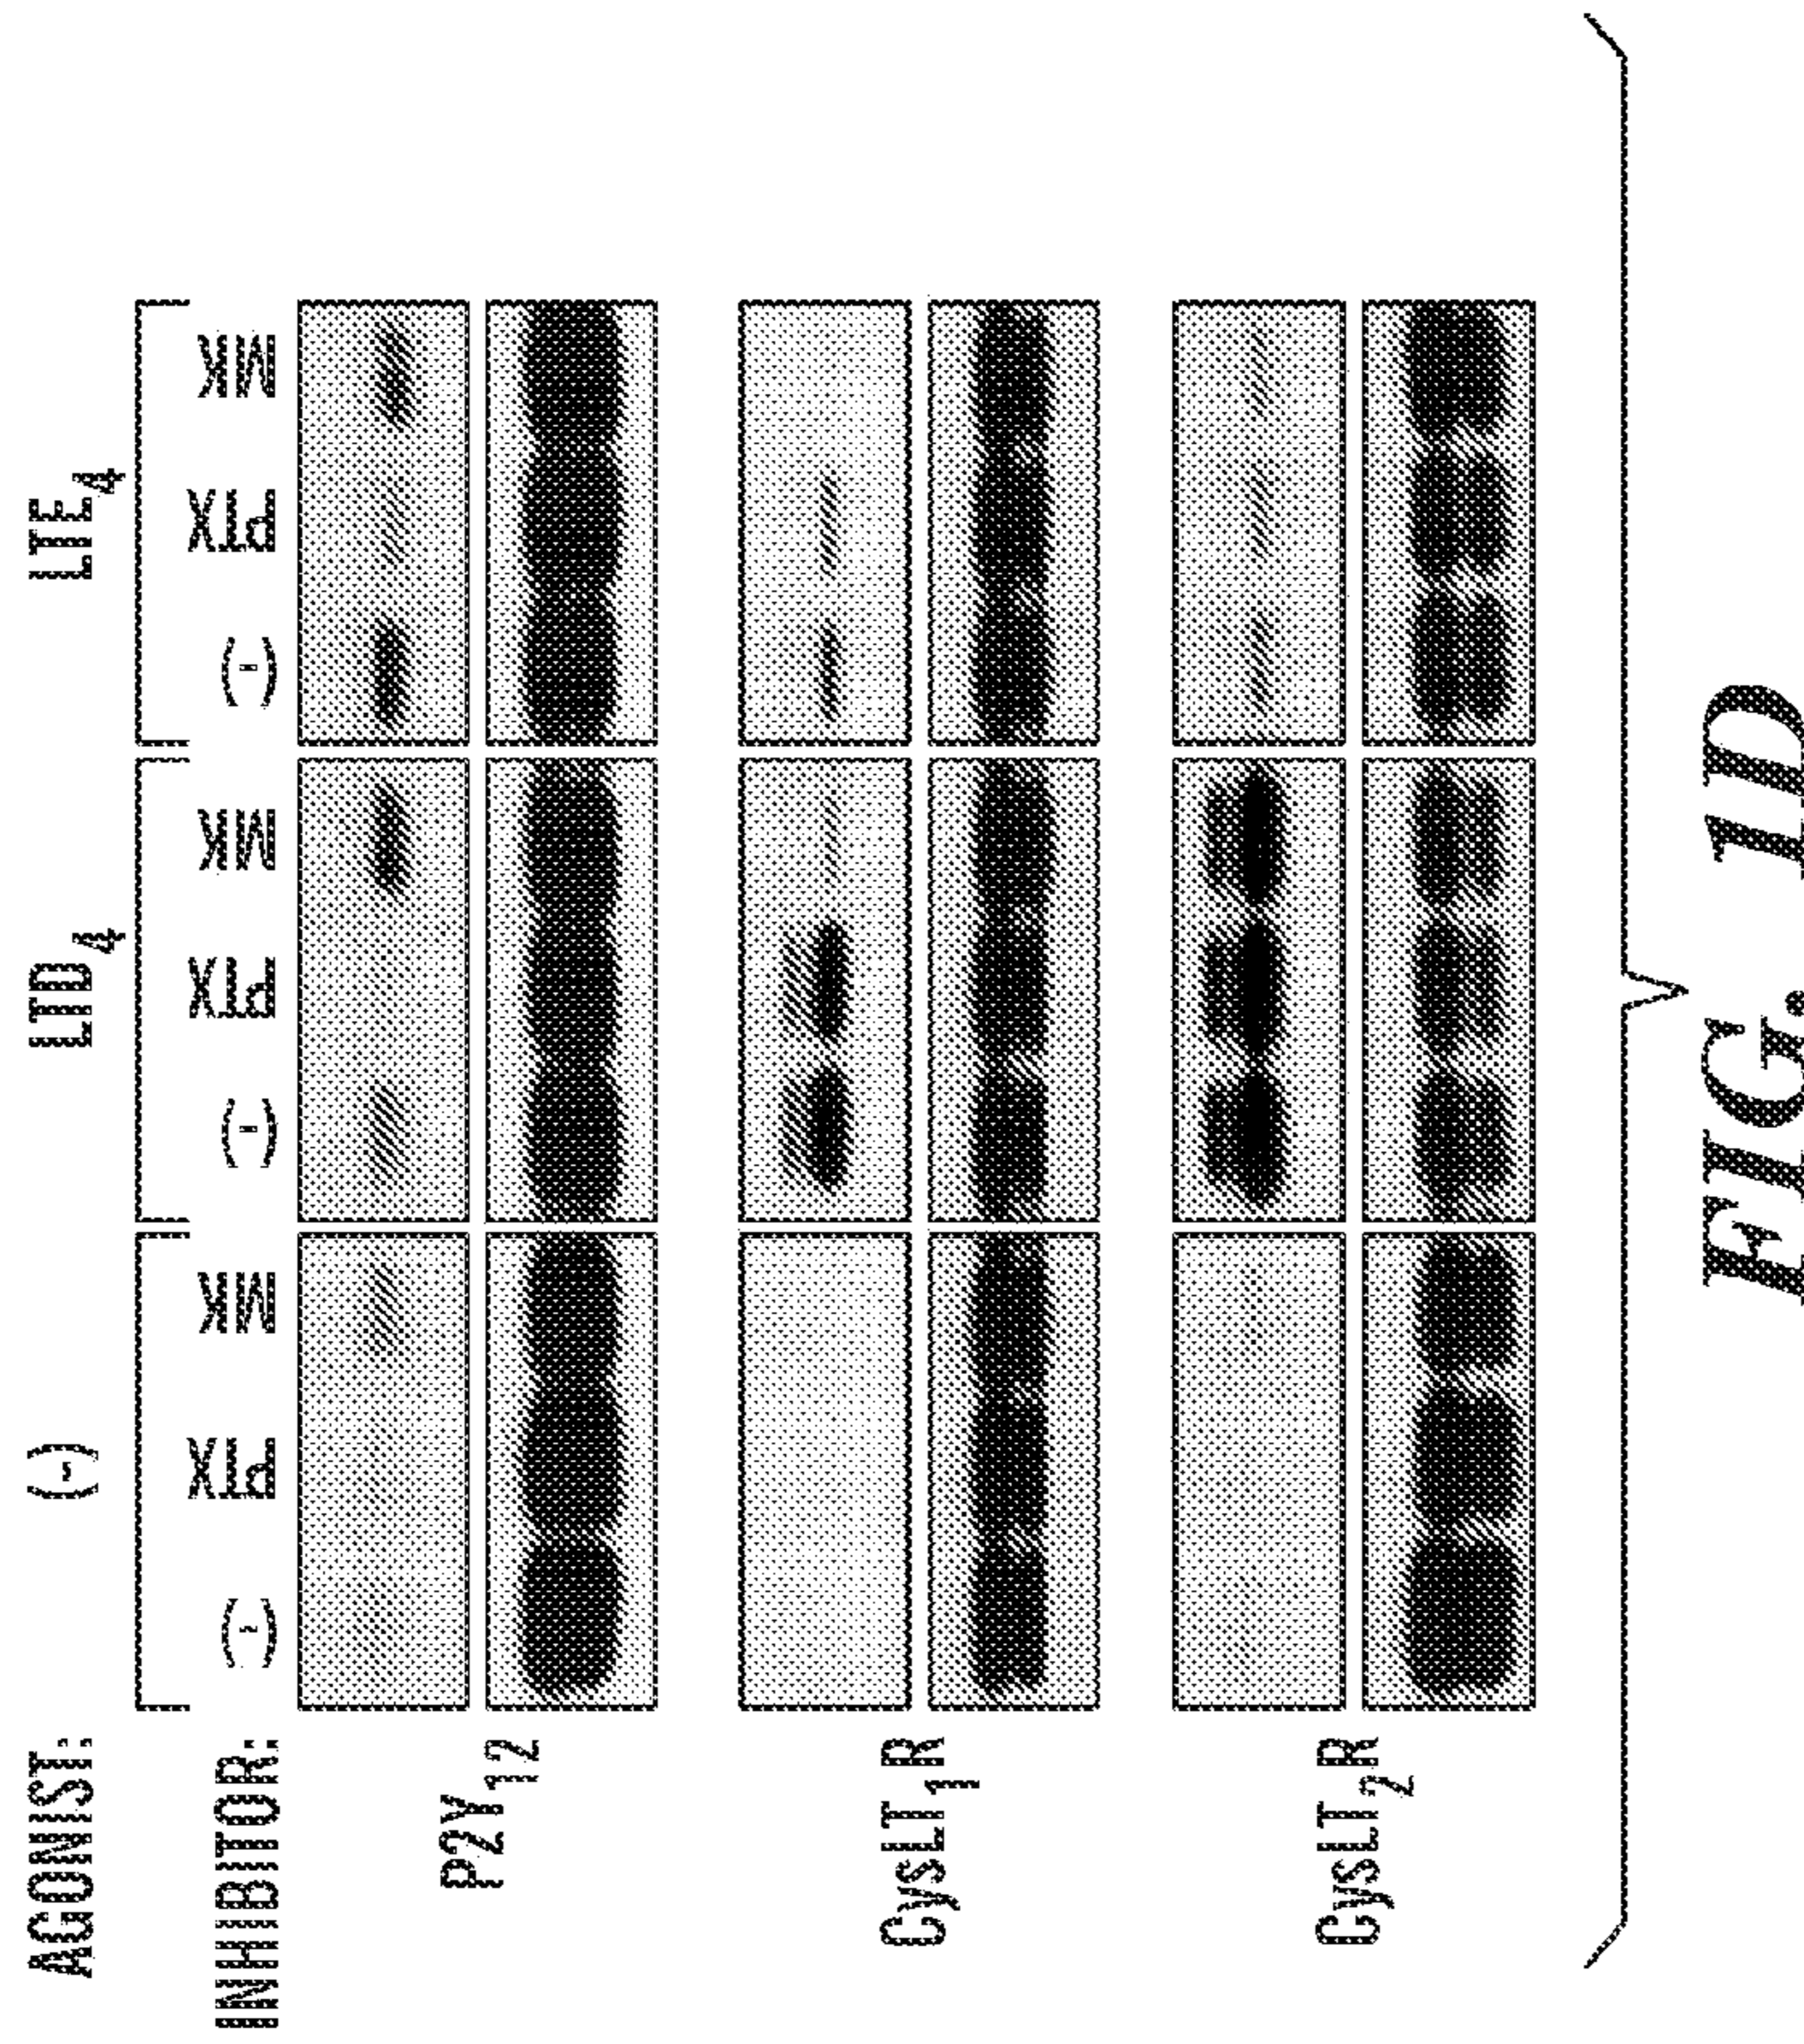 AGONIST: (-) LTD4 LTE4
INHIBITOR: (-) PTX MK (-) PTX MK (-) PTX MK
P2Y12
CysLT1R
CysLT2R
FIG. 1D